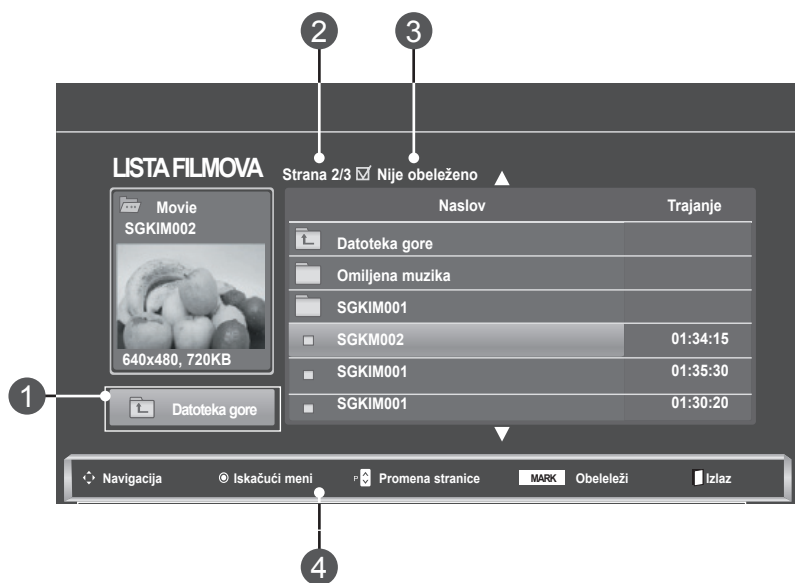 2 3
LISTA FILMOVA
Strana 2/3 ☑ Nije obeleženo
Movie
SGKIM002
640x480, 720KB
1
Datoteka gore
Naslov Trajanje
Datoteka gore
Omiljena muzika
SGKIM001
SGKM002 01:34:15
SGKIM001 01:35:30
SGKIM001 01:30:20
Navigacija Iskačući meni P Promena stranice MARK Obeleleži Izlaz
4